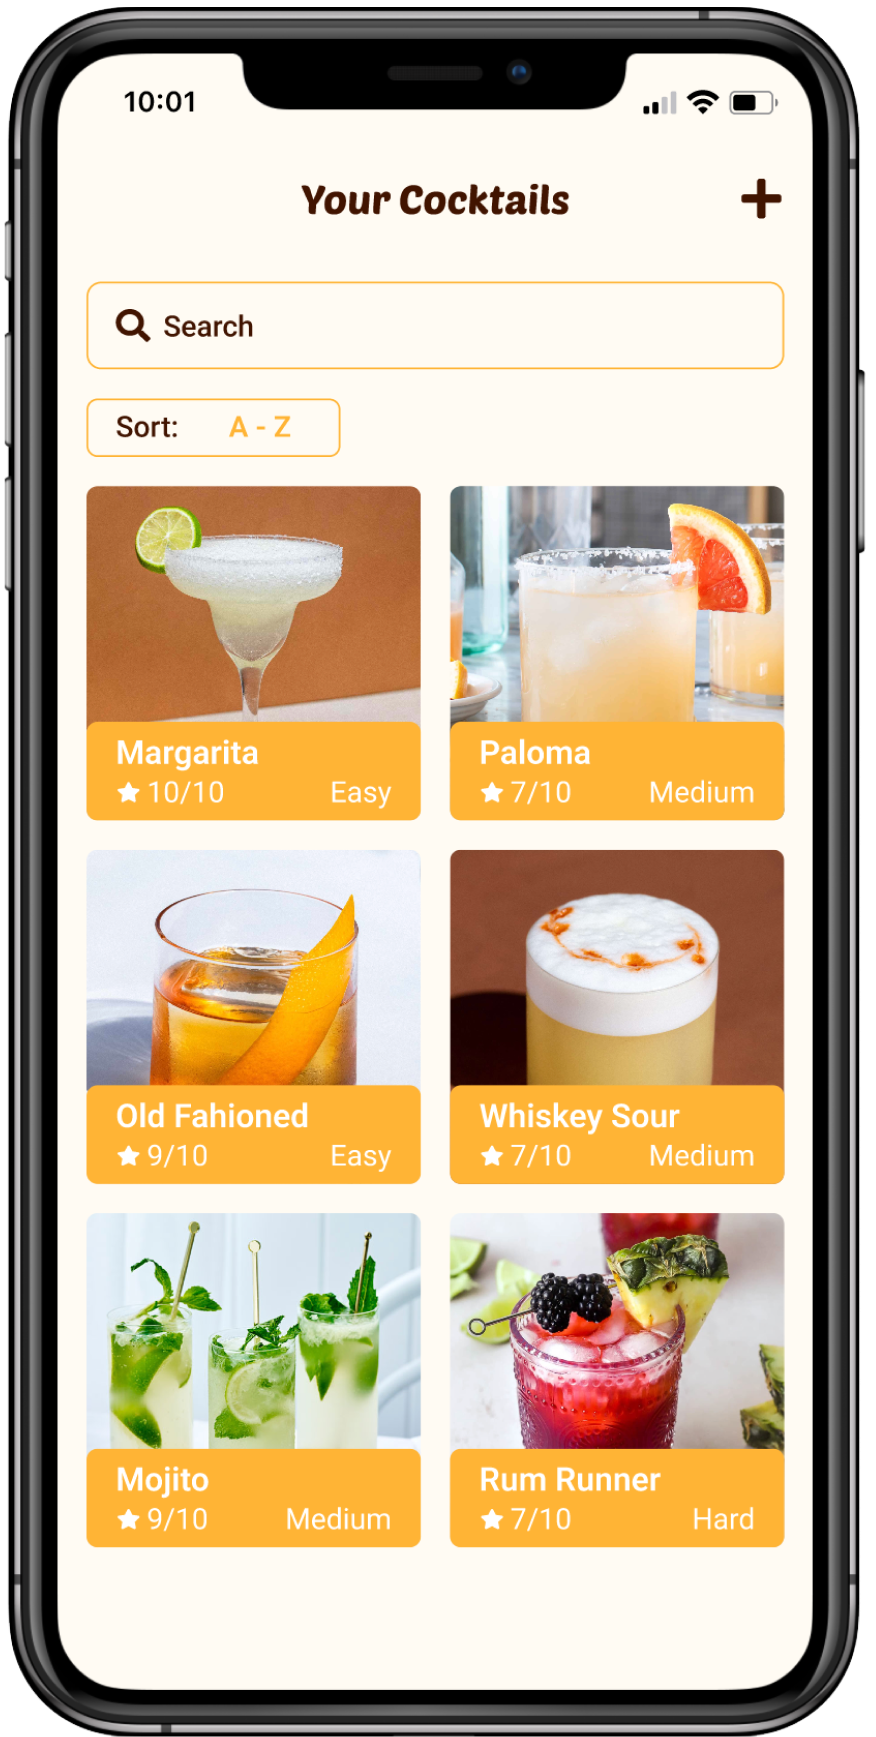 10:01
Your Cocktails
Search
Sort: A - Z
Margarita
10/10 Easy
Paloma
7/10 Medium
Old Fahioned
9/10 Easy
Whiskey Sour
7/10 Medium
Mojito
9/10 Medium
Rum Runner
7/10 Hard